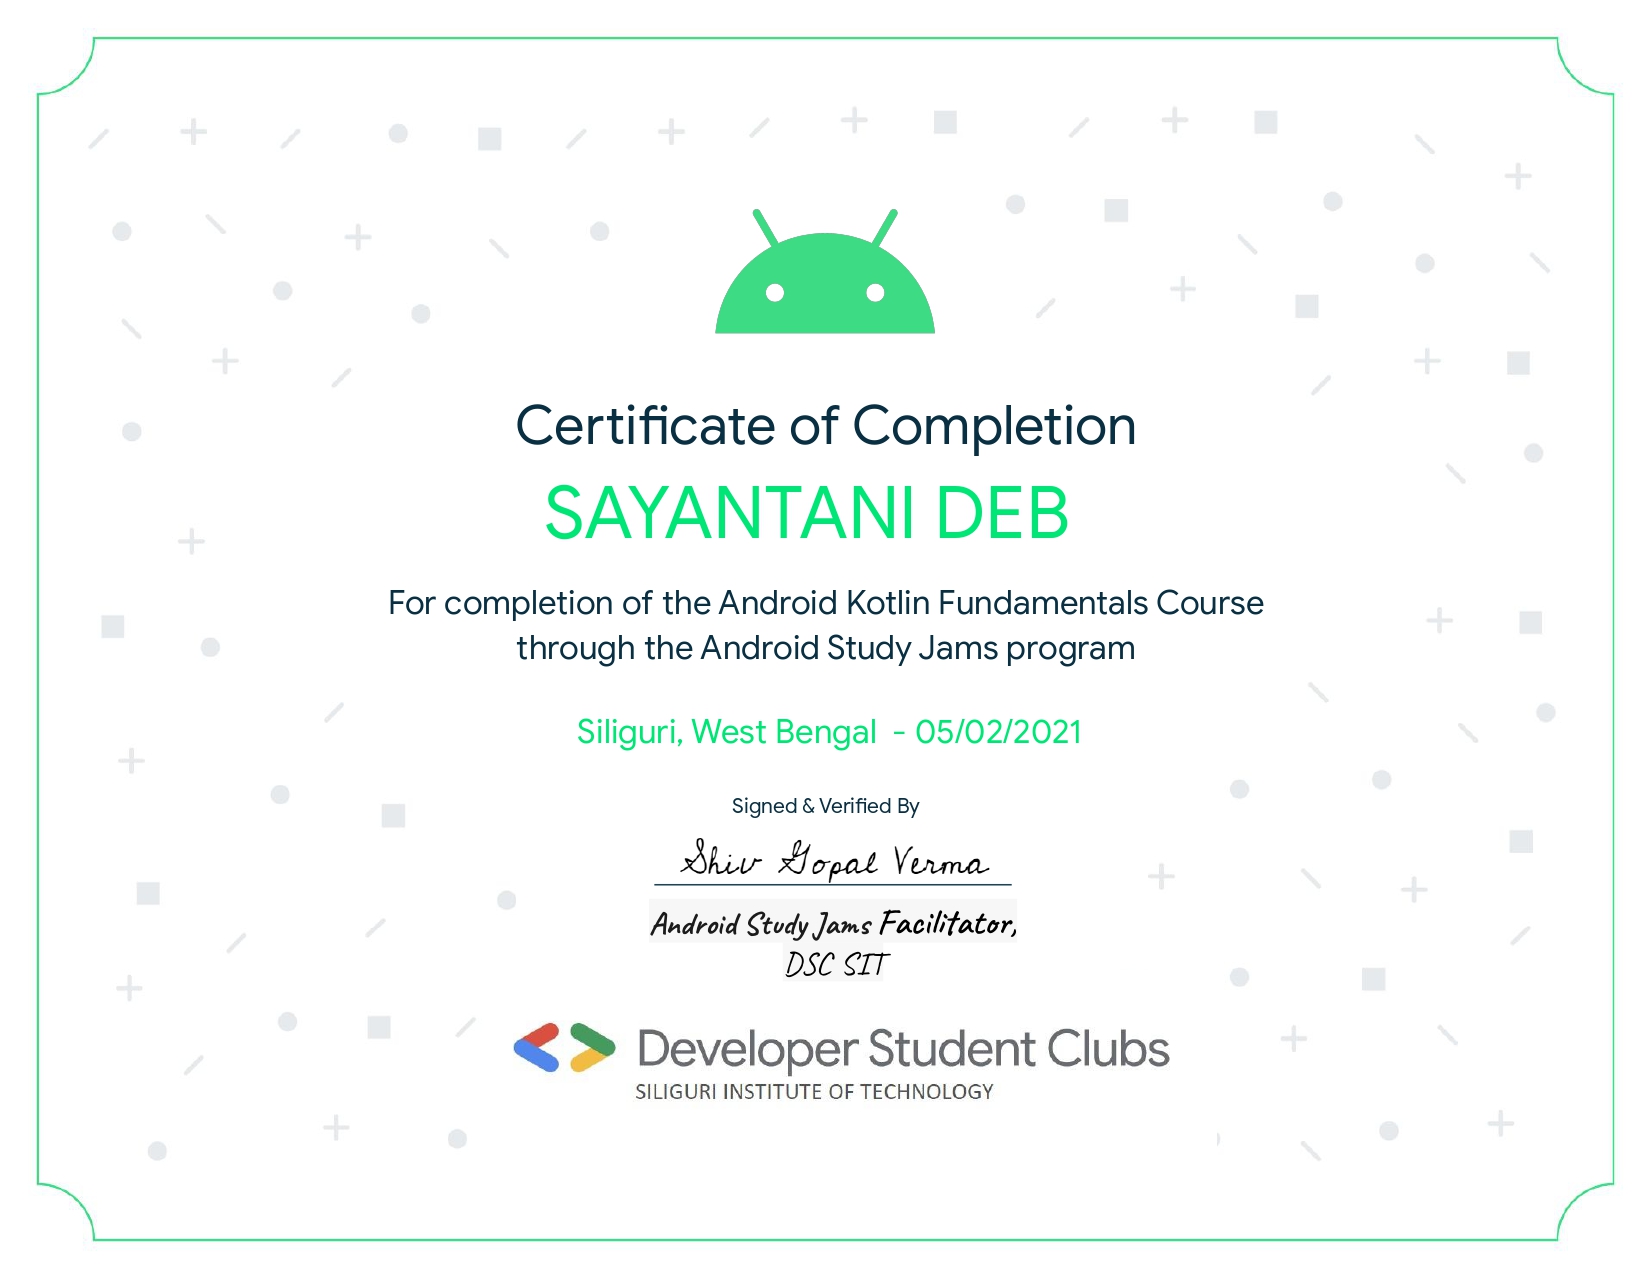 Certificate of Completion
SAYANTANI DEB
For completion of the Android Kotlin Fundamentals Course
through the Android Study Jams program
Siliguri, West Bengal - 05/02/2021
Signed & Verified By
Shiv Gopal Verma
Android Study Jams Facilitator,
DSC SIT
Developer Student Clubs
SILIGURI INSTITUTE OF TECHNOLOGY